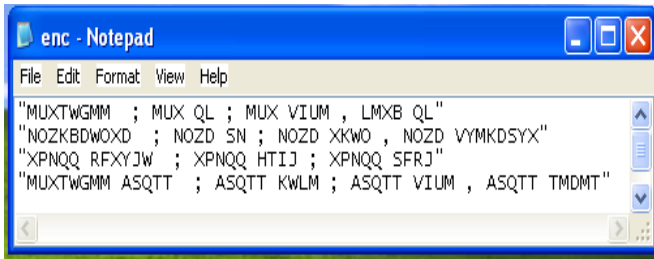 enc - Notepad
File Edit Format View Help
"MUXTWGMM ; MUX QL ; MUX VIUM , LMXB QL"
"NOZKBDWOXD ; NOZD SN ; NOZD XKWO , NOZD VYMKDSYX"
"XPNQQ RFXYJW ; XPNQQ HTIJ ; XPNQQ SFRJ"
"MUXTWGMM ASQTT ; ASQTT KWLM ; ASQTT VIUM , ASQTT TMDMT"